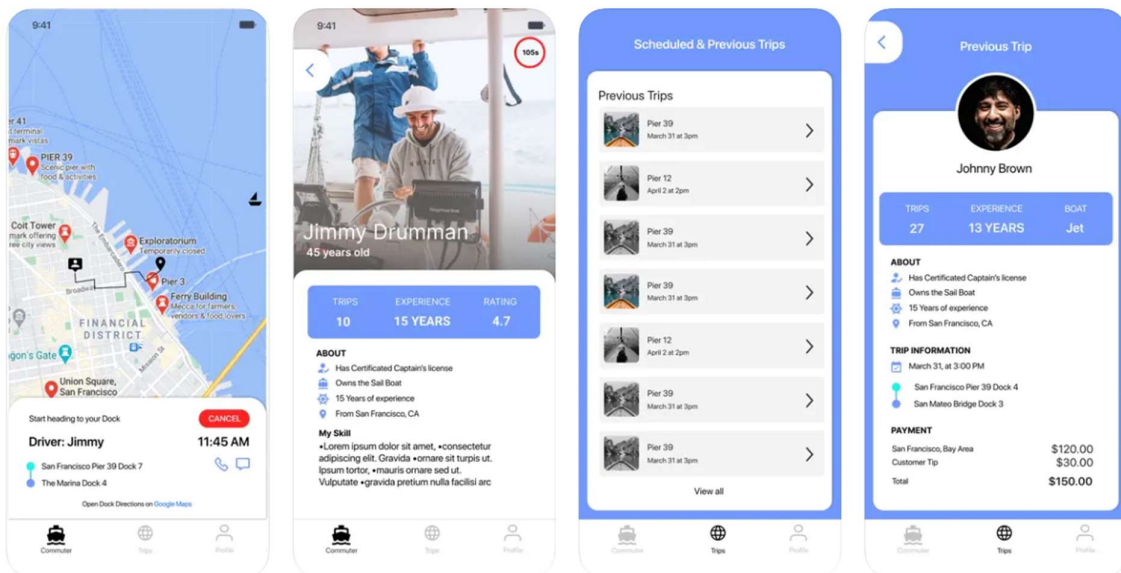 9:41
er 41
t terminal
mark vistas
PIER 39
Scenic pier with
food & activities
Coit Tower
mark offering
ree city views
The Embarcadero
Exploratorium
Temporarily closed
Broadway
Pier 3
Ferry Building
Mecca for farmers,
vendors & food lovers
FINANCIAL
DISTRICT
agon's Gate
Mission St
Union Square,
San Francisco
Start heading to your Dock
CANCEL
Driver: Jimmy
11:45 AM
San Francisco Pier 39 Dock 7
The Marina Dock 4
Open Dock Directions on Google Maps
Commuter
Trips
Profile
9:41
105s
Jimmy Drumman
45 years old
TRIPS EXPERIENCE RATING
10 15 YEARS 4.7
ABOUT
Has Certificated Captain's license
Owns the Sail Boat
15 Years of experience
From San Francisco, CA
My Skill
•Lorem ipsum dolor sit amet, •consectetur
adipiscing elit. Gravida •ornare sit turpis ut.
Ipsum tortor, •mauris ornare sed ut.
Vulputate •gravida pretium nulla facilisi arc
Commuter
Trips
Profile
Scheduled & Previous Trips
Previous Trips
Pier 39
March 31 at 3pm
Pier 12
April 2 at 2pm
Pier 39
March 31 at 3pm
Pier 39
March 31 at 3pm
Pier 12
April 2 at 2pm
Pier 39
March 31 at 3pm
Pier 39
March 31 at 3pm
View all
Commuter
Trips
Profile
Previous Trip
Johnny Brown
TRIPS EXPERIENCE BOAT
27 13 YEARS Jet
ABOUT
Has Certificated Captain's license
Owns the Sail Boat
15 Years of experience
From San Francisco, CA
TRIP INFORMATION
March 31, at 3:00 PM
San Francisco Pier 39 Dock 4
San Mateo Bridge Dock 3
PAYMENT
San Francisco, Bay Area $120.00
Customer Tip $30.00
Total $150.00
Commuter
Trips
Profile